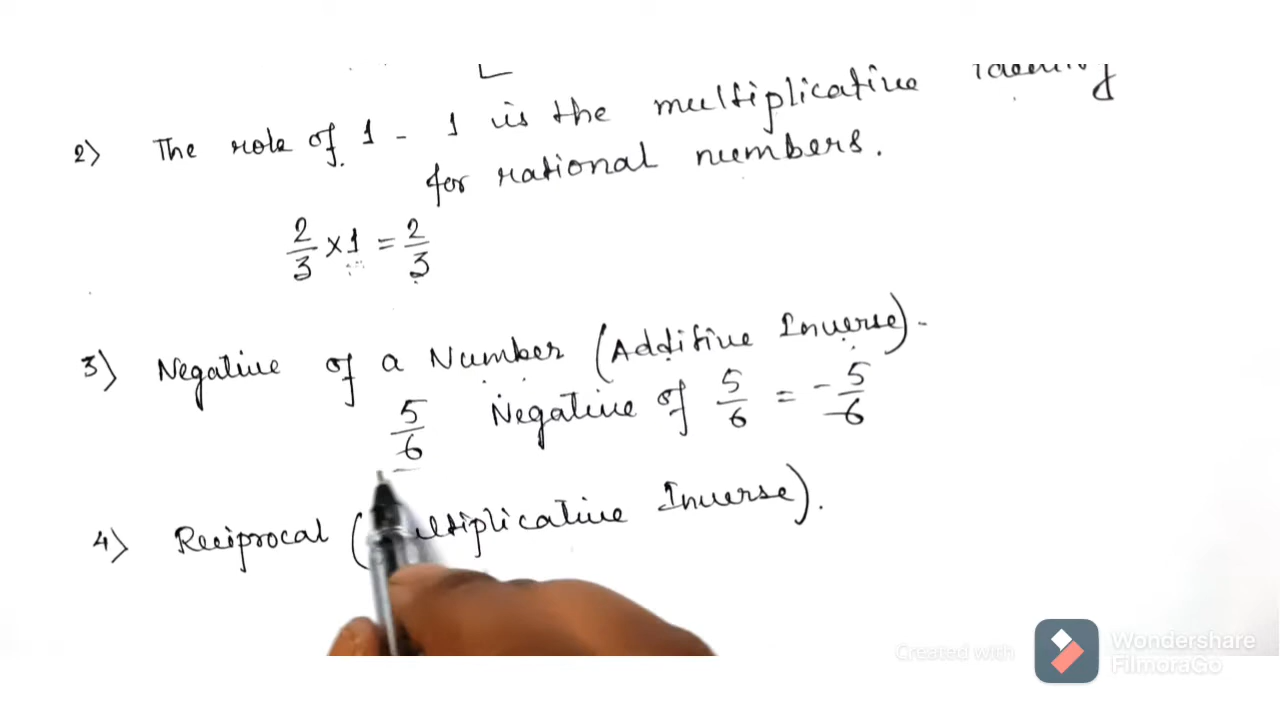 2) The role of 1 - 1 is the multiplicative identity
for rational numbers.
2/3 × 1 = 2/3
3) Negative of a Number (Additive Inverse).
5/6 Negative of 5/6 = -5/6
4) Reciprocal (Multiplicative Inverse).
Created with Wondershare
FilmoraGo